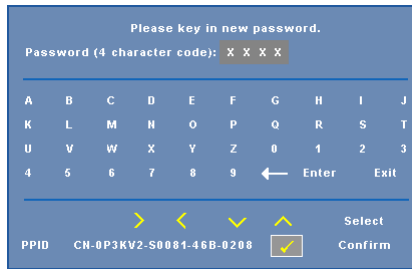 Please key in new password.
Password (4 character code): X X X X
A B C D E F G H I J
K L M N O P Q R S T
U V W X Y Z 0 1 2 3
4 5 6 7 8 9 ← Enter Exit
Select
PPID CN-0P3KV2-S0081-46B-0208 Confirm